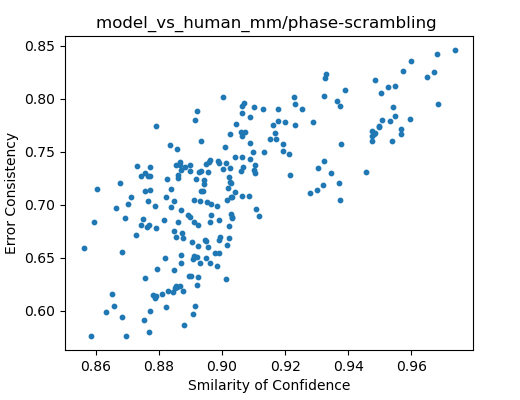 model_vs_human_mm/phase-scrambling
Error Consistency
0.85
0.80
0.75
0.70
0.65
0.60
0.86 0.88 0.90 0.92 0.94 0.96
Smilarity of Confidence